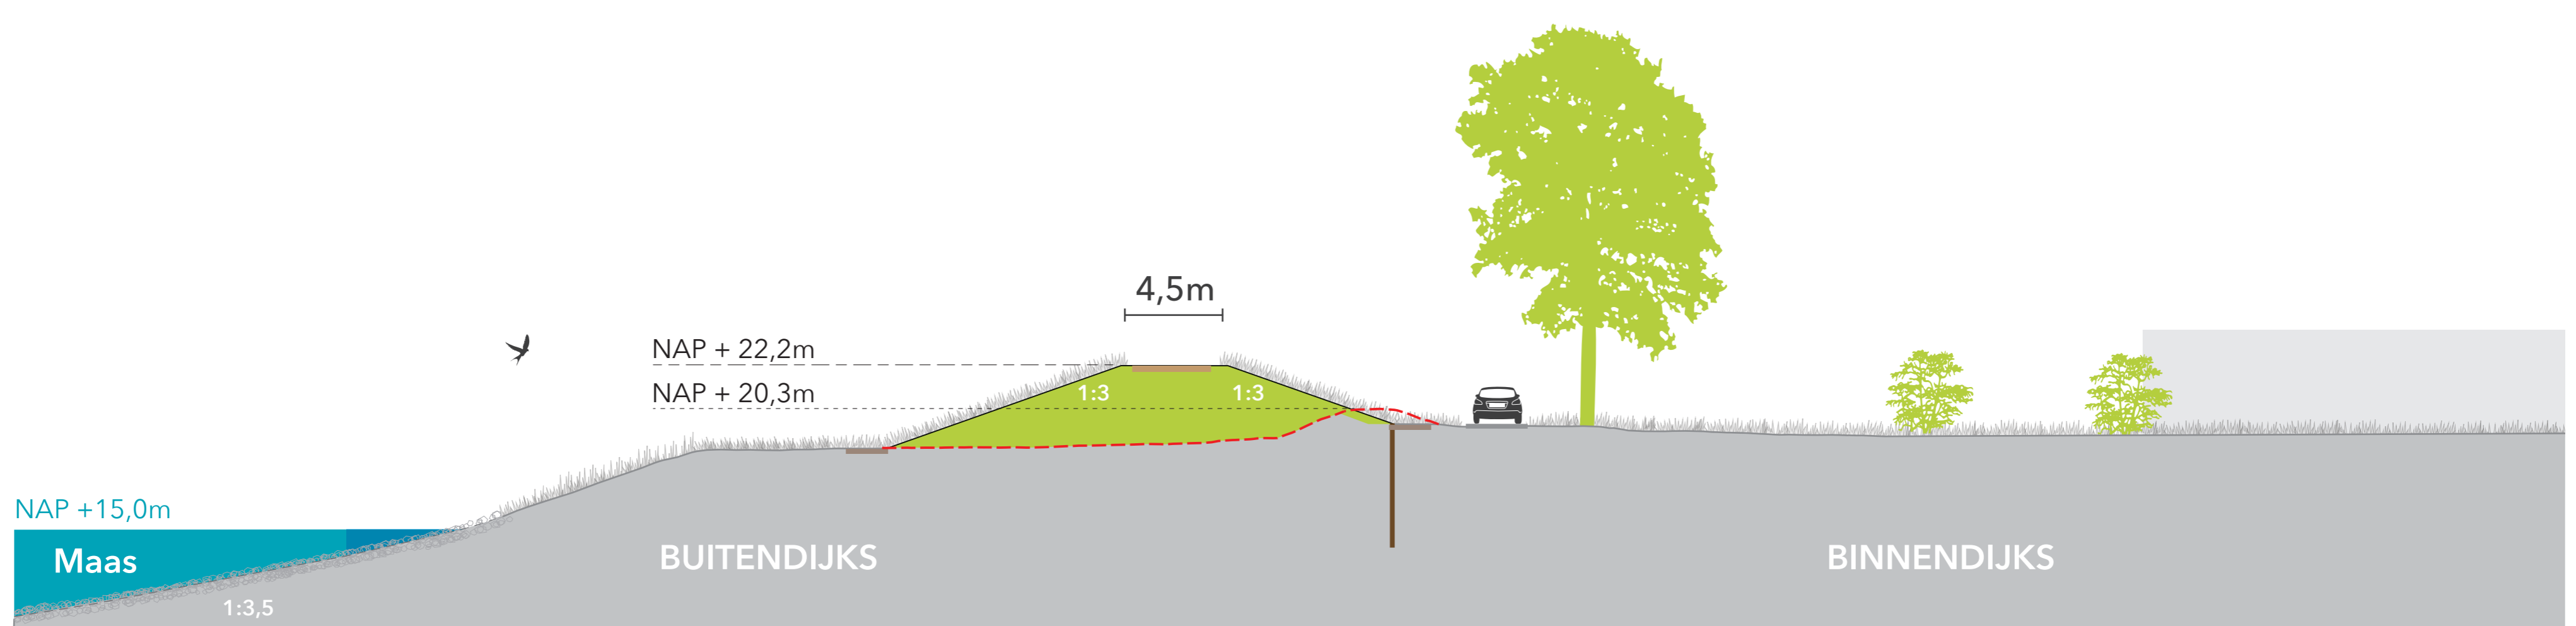 4,5m
NAP + 22,2m
NAP + 20,3m
1:3
1:3
NAP +15,0m
Maas
BUITENDIJKS
BINNENDIJKS
1:3,5